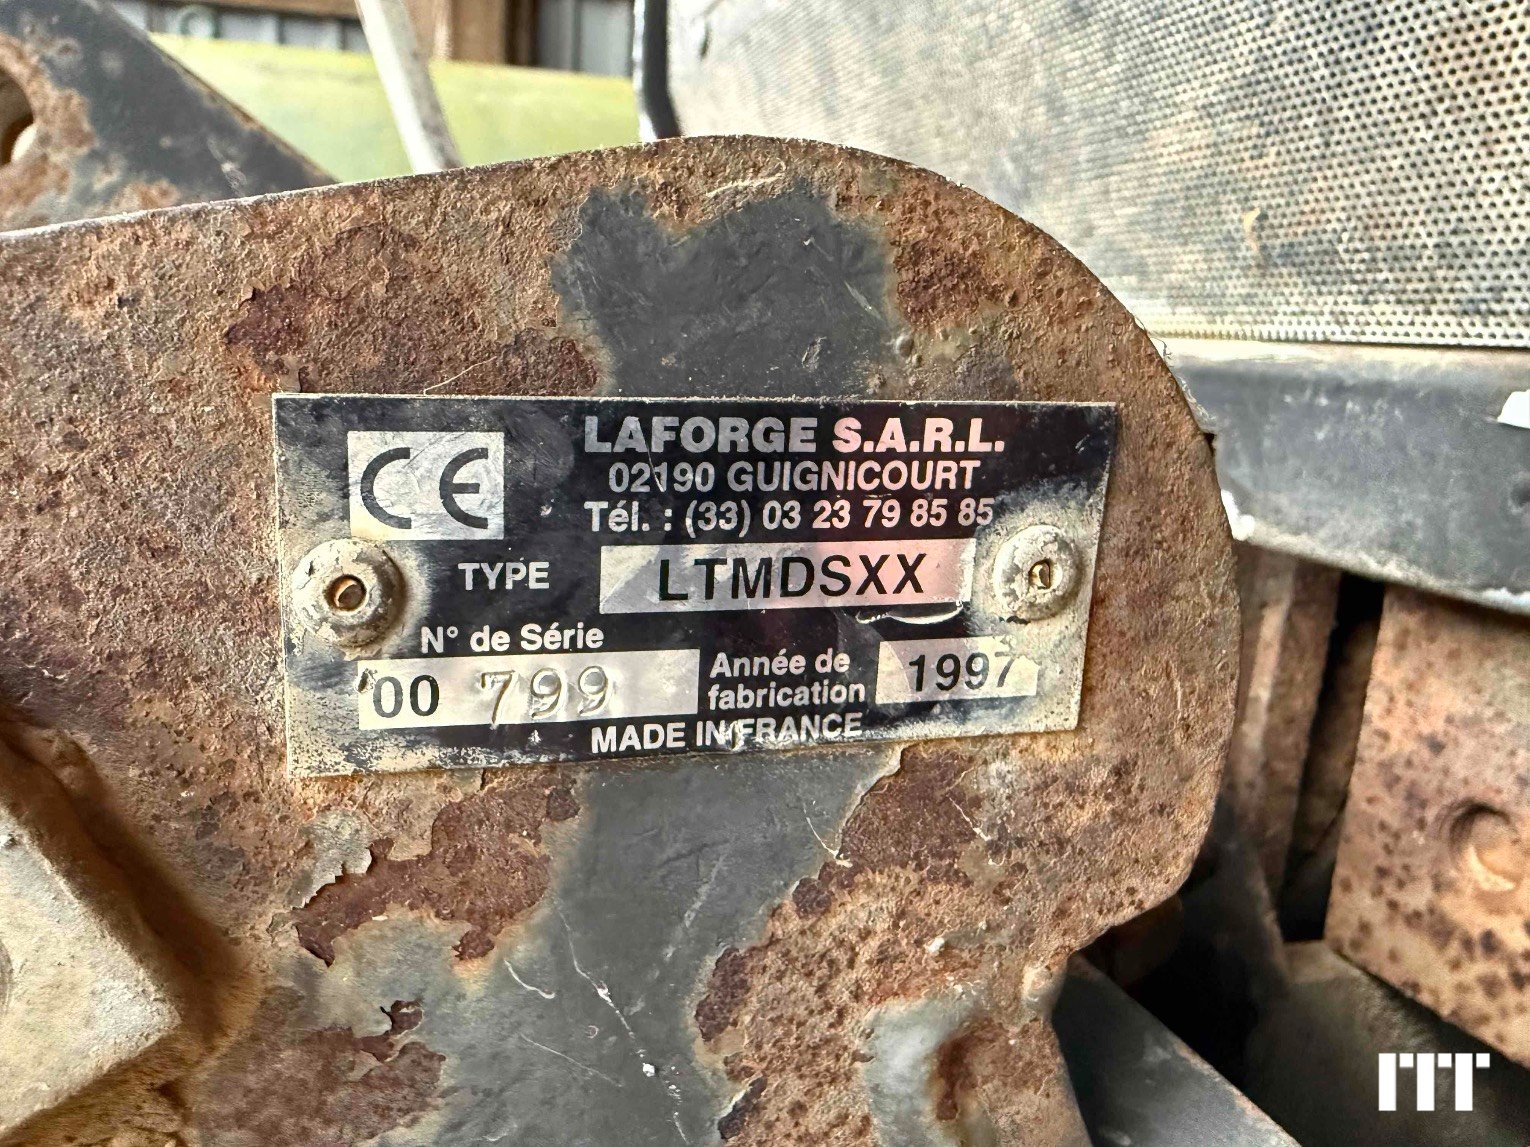 CE
LAFORGE S.A.R.L.
02190 GUIGNICOURT
Tél. : (33) 03 23 79 85 85
TYPE LTMDSXX
N° de Série
00 799
Année de
fabrication
1997
MADE IN FRANCE